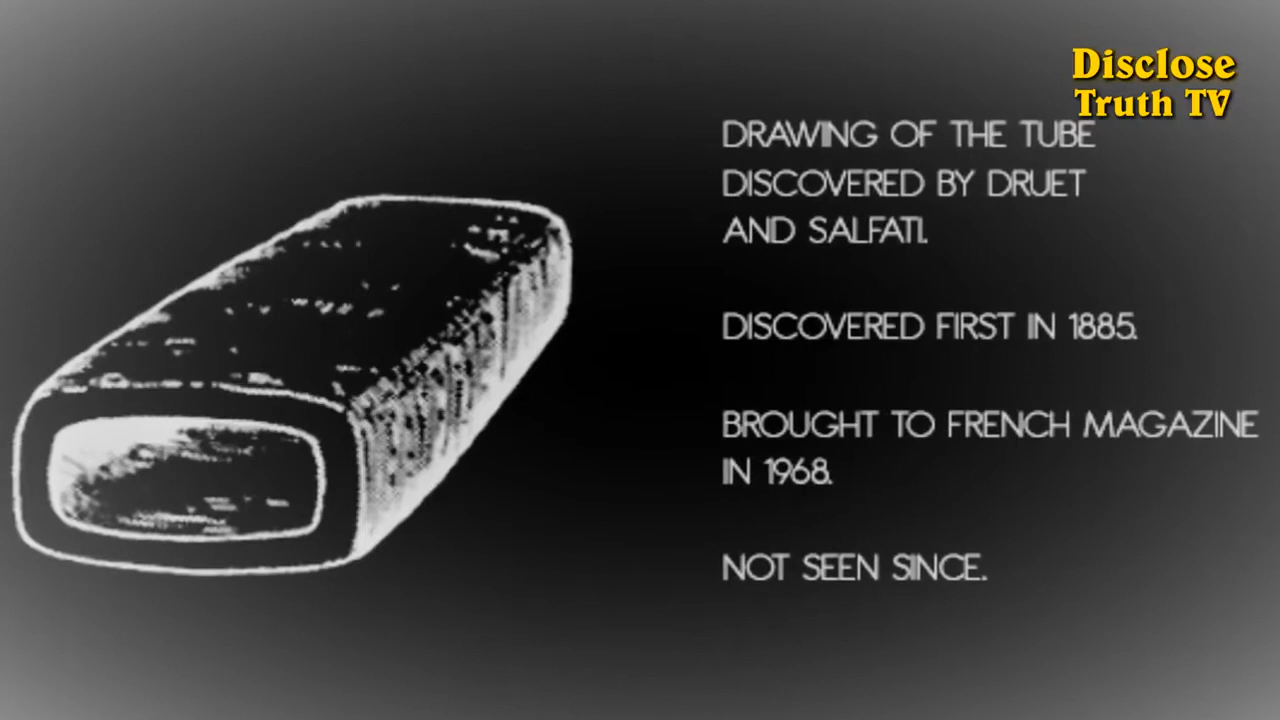 Disclose
Truth TV
DRAWING OF THE TUBE
DISCOVERED BY DRUET
AND SALFATI.
DISCOVERED FIRST IN 1885.
BROUGHT TO FRENCH MAGAZINE
IN 1968.
NOT SEEN SINCE.